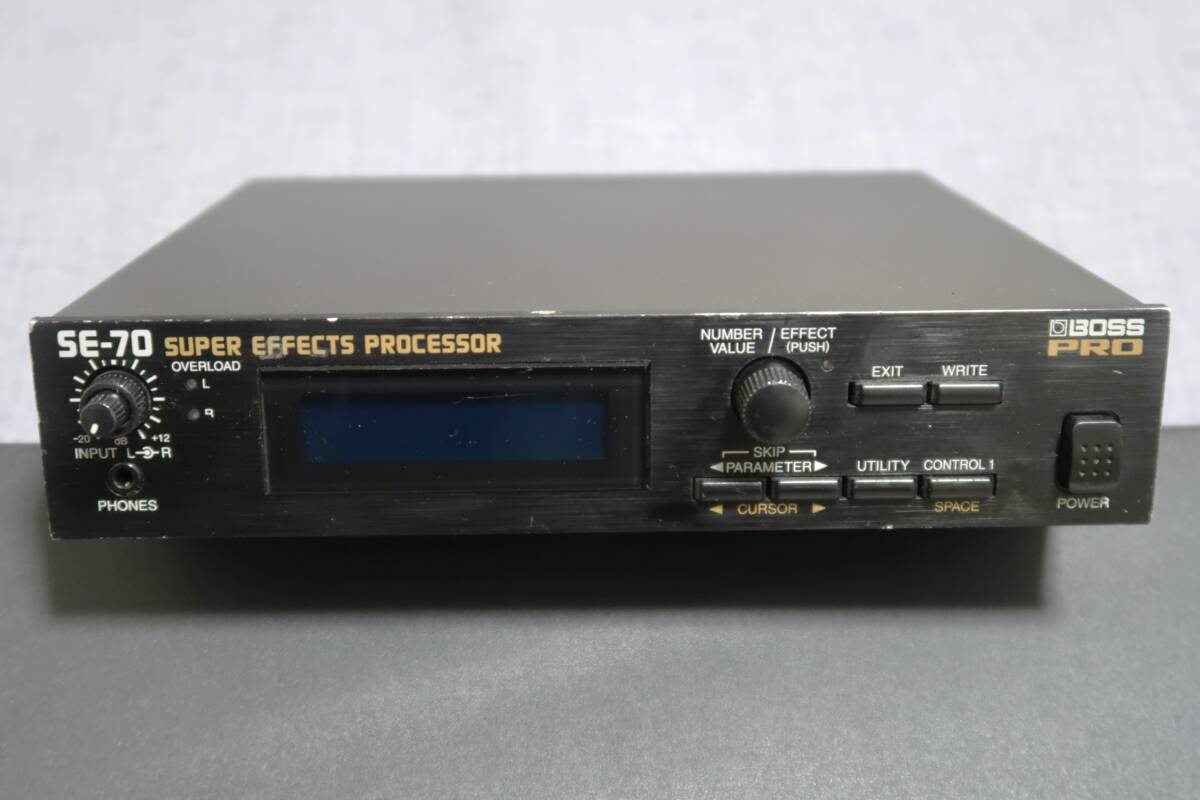 SE-70 SUPER EFFECTS PROCESSOR
OVERLOAD
L
R
-20 dB +12
INPUT L R
PHONES
NUMBER / EFFECT
VALUE (PUSH)
EXIT WRITE
SKIP
◀PARAMETER▶
◀ CURSOR ▶
UTILITY CONTROL 1
SPACE
BOSS
PRO
POWER